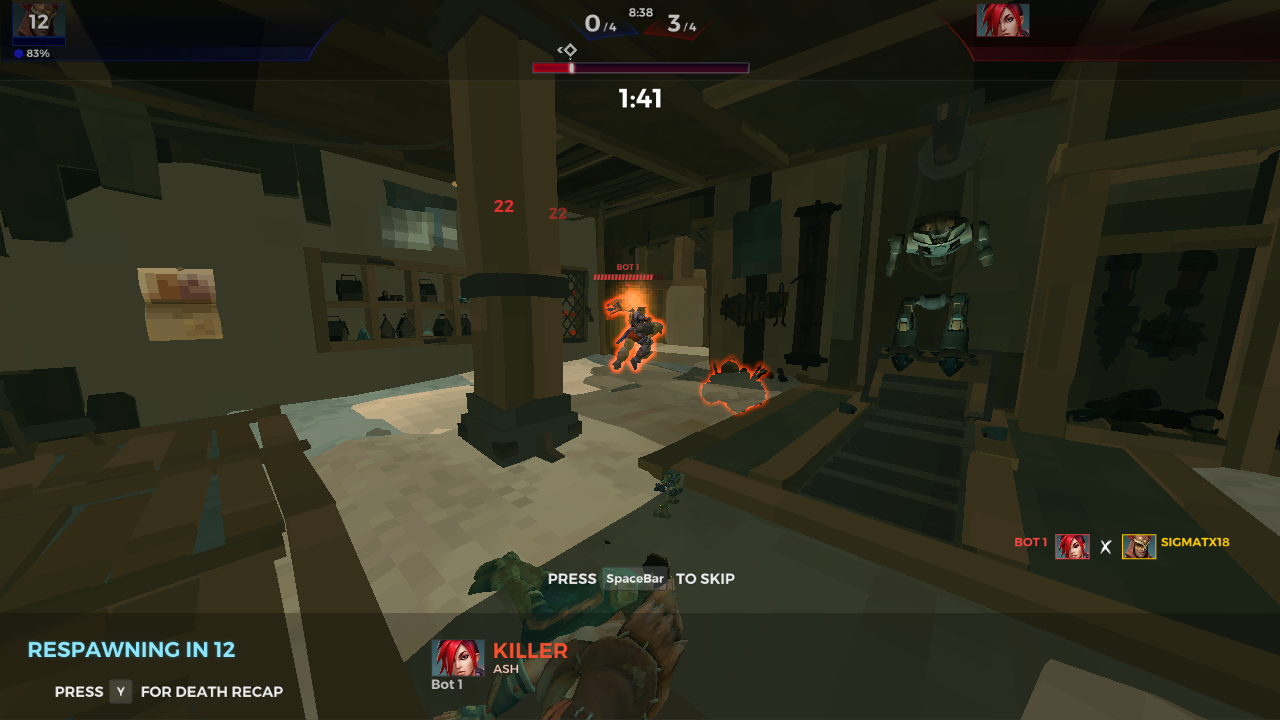 12
83%
0/4
8:38
3/4
1:41
22
22
BOT 1
BOT 1 X SIGMATX18
PRESS SpaceBar TO SKIP
RESPAWNING IN 12
PRESS Y FOR DEATH RECAP
KILLER
ASH
Bot 1